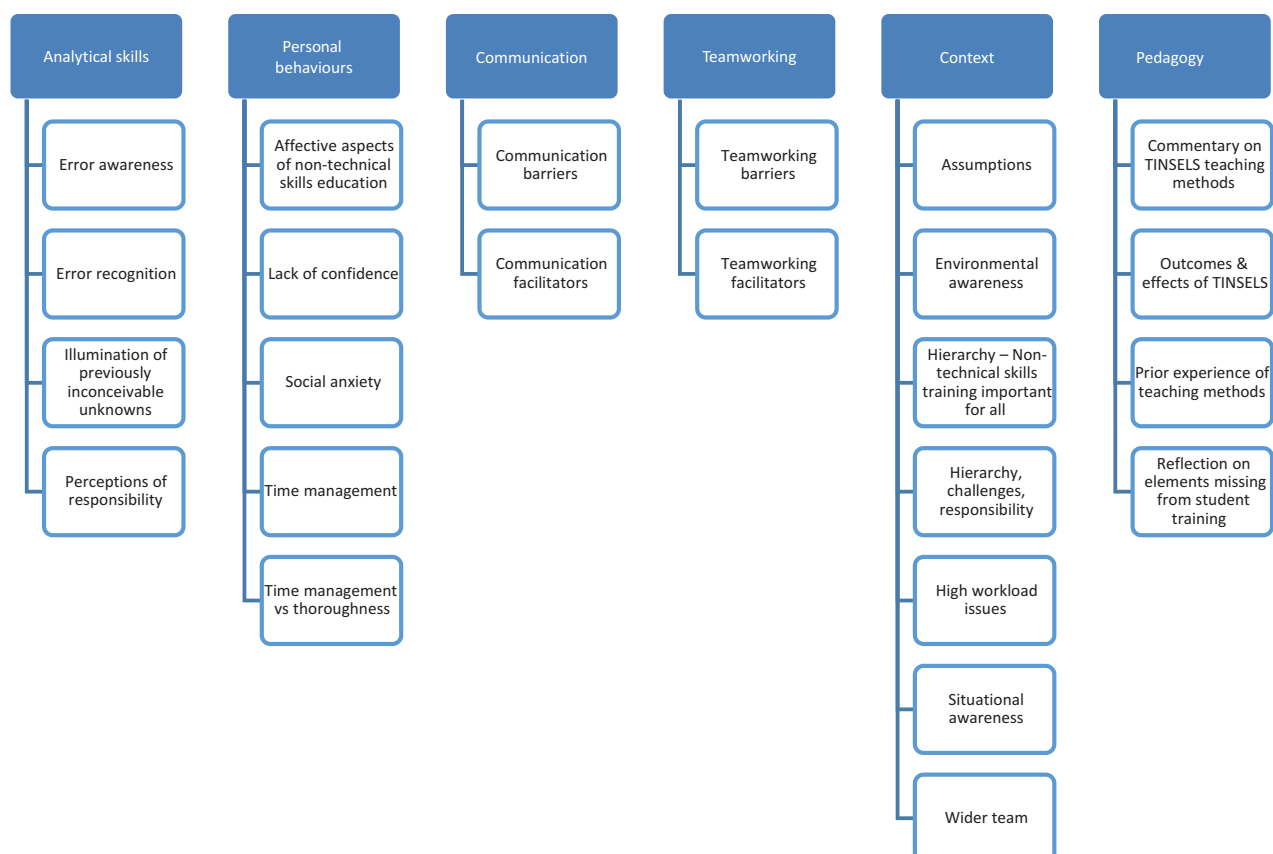 Analytical skills
Error awareness
Error recognition
Illumination of
previously
inconceivable
unknowns
Perceptions of
responsibility
Personal
behaviours
Affective aspects
of non-technical
skills education
Lack of confidence
Social anxiety
Time management
Time management
vs thoroughness
Communication
Communication
barriers
Communication
facilitators
Teamworking
Teamworking
barriers
Teamworking
facilitators
Context
Assumptions
Environmental
awareness
Hierarchy – Non-
technical skills
training important
for all
Hierarchy,
challenges,
responsibility
High workload
issues
Situational
awareness
Wider team
Pedagogy
Commentary on
TINSELS teaching
methods
Outcomes &
effects of TINSELS
Prior experience of
teaching methods
Reflection on
elements missing
from student
training